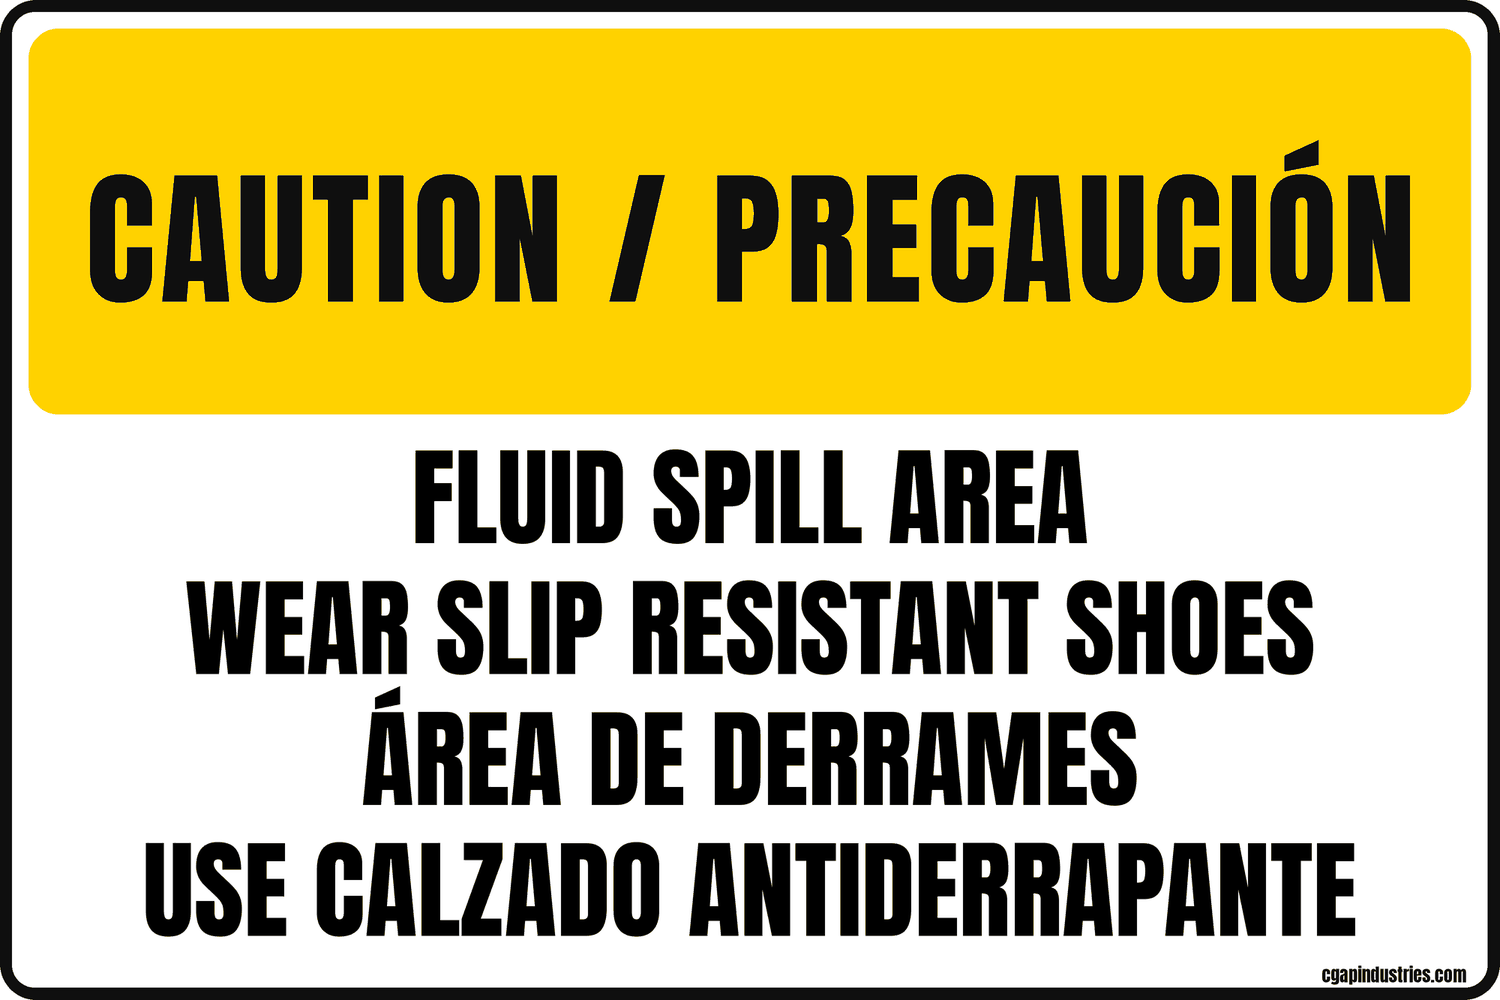 CAUTION / PRECAUCIÓN
FLUID SPILL AREA
WEAR SLIP RESISTANT SHOES
ÁREA DE DERRAMES
USE CALZADO ANTIDERRAPANTE
cgapindustries.com